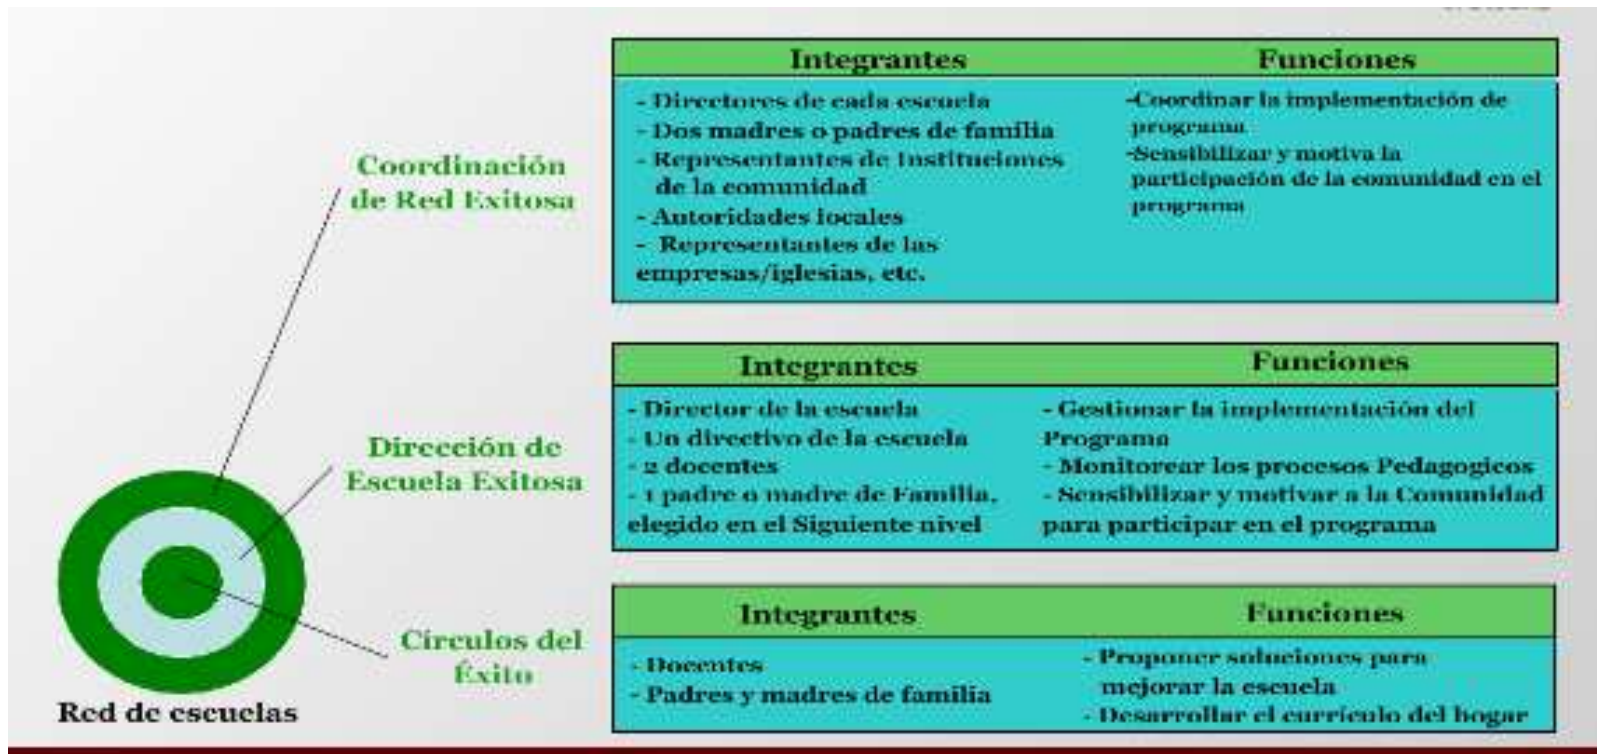 Integrantes
Funciones
- Directores de cada escuela
- Dos madres o padres de família
- Representantes de Instituciones
de la comunidad
- Autoridades locales
- Representantes de las
empresas/iglesias, etc.
-Coordinar la implementación de
programa
-Sensibilizar y motiva la
participación de la comunidad en el
programa
Coordinación
de Red Exitosa
Integrantes
Funciones
- Director de la escuela
- Un directivo de la escuela
- 2 docentes
- 1 padre o madre de Familia,
elegido en el Siguiente nivel
- Gestionar la implementación del
Programa
- Monitorear los procesos Pedagogicos
- Sensibilizar y motivar a la Comunidad
para participar en el programa
Dirección de
Escuela Exitosa
Integrantes
Funciones
- Docentes
- Padres y madres de familia
- Proponer soluciones para
mejorar la escuela
- Desarrollar el currículo del hogar
Círculos del
Éxito
Red de escuelas